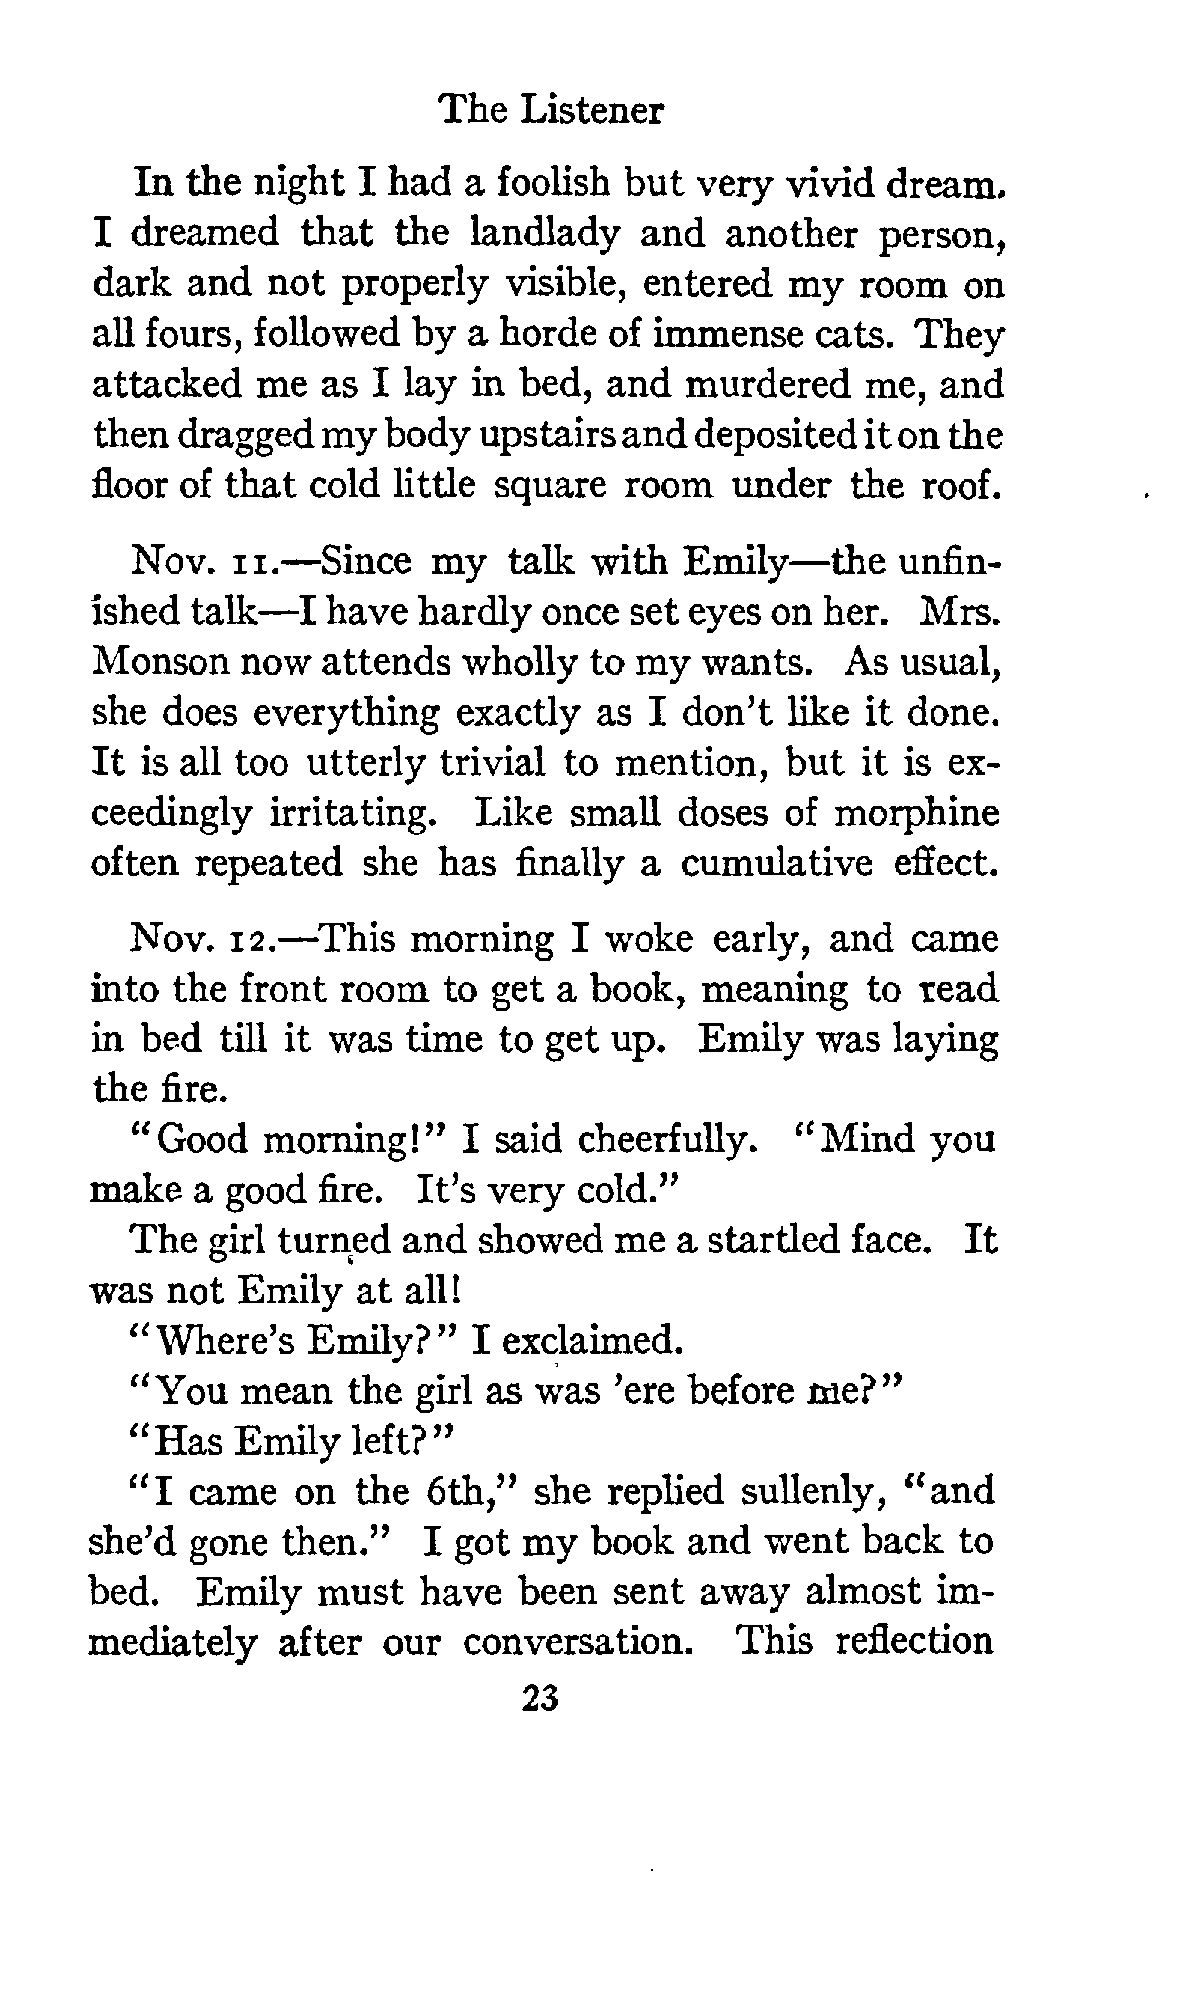 The Listener
In the night I had a foolish but very vivid dream.
I dreamed that the landlady and another person,
dark and not properly visible, entered my room on
all fours, followed by a horde of immense cats. They
attacked me as I lay in bed, and murdered me, and
then dragged my body upstairs and deposited it on the
floor of that cold little square room under the roof.
Nov. 11.—Since my talk with Emily—the unfin-
ished talk—I have hardly once set eyes on her. Mrs.
Monson now attends wholly to my wants. As usual,
she does everything exactly as I don't like it done.
It is all too utterly trivial to mention, but it is ex-
ceedingly irritating. Like small doses of morphine
often repeated she has finally a cumulative effect.
Nov. 12.—This morning I woke early, and came
into the front room to get a book, meaning to read
in bed till it was time to get up. Emily was laying
the fire.
"Good morning!" I said cheerfully. "Mind you
make a good fire. It's very cold."
The girl turned and showed me a startled face. It
was not Emily at all!
"Where's Emily?" I exclaimed.
"You mean the girl as was 'ere before me?"
"Has Emily left?"
"I came on the 6th," she replied sullenly, "and
she'd gone then." I got my book and went back to
bed. Emily must have been sent away almost im-
mediately after our conversation. This reflection
23